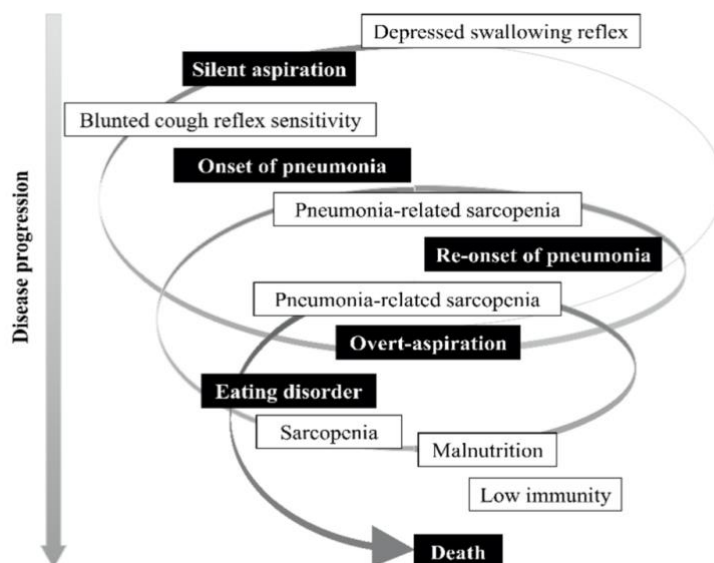 Depressed swallowing reflex
Silent aspiration
Blunted cough reflex sensitivity
Onset of pneumonia
Pneumonia-related sarcopenia
Re-onset of pneumonia
Pneumonia-related sarcopenia
Overt-aspiration
Eating disorder
Sarcopenia
Malnutrition
Low immunity
Death
Disease progression